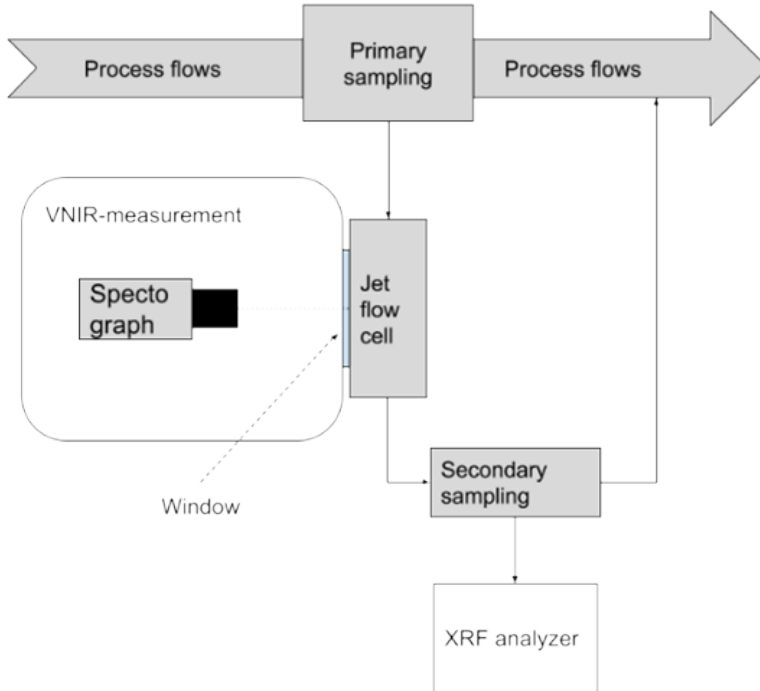 Process flows
Primary
sampling
Process flows
VNIR-measurement
Specto
graph
Jet
flow
cell
Window
Secondary
sampling
XRF analyzer